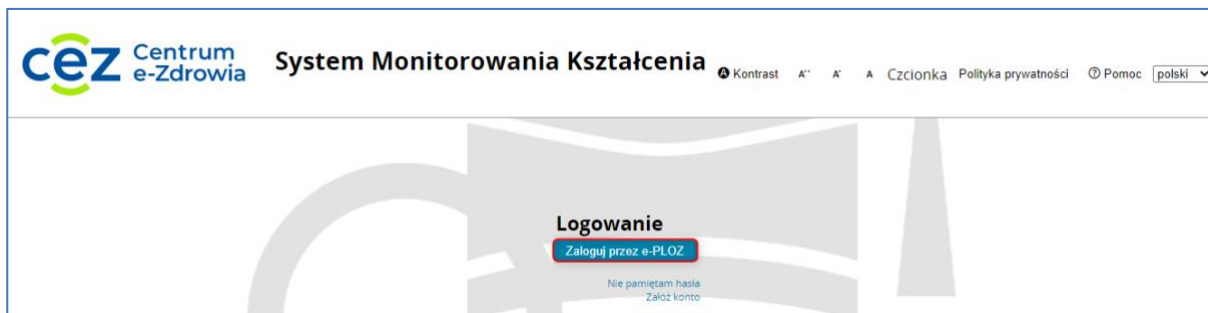 cez Centrum
e-Zdrowia
System Monitorowania Kształcenia
A Kontrast A++ A+ A Czcionka Polityka prywatności ? Pomoc polski
Logowanie
Zaloguj przez e-PLOZ
Nie pamiętam hasła
Załóż konto